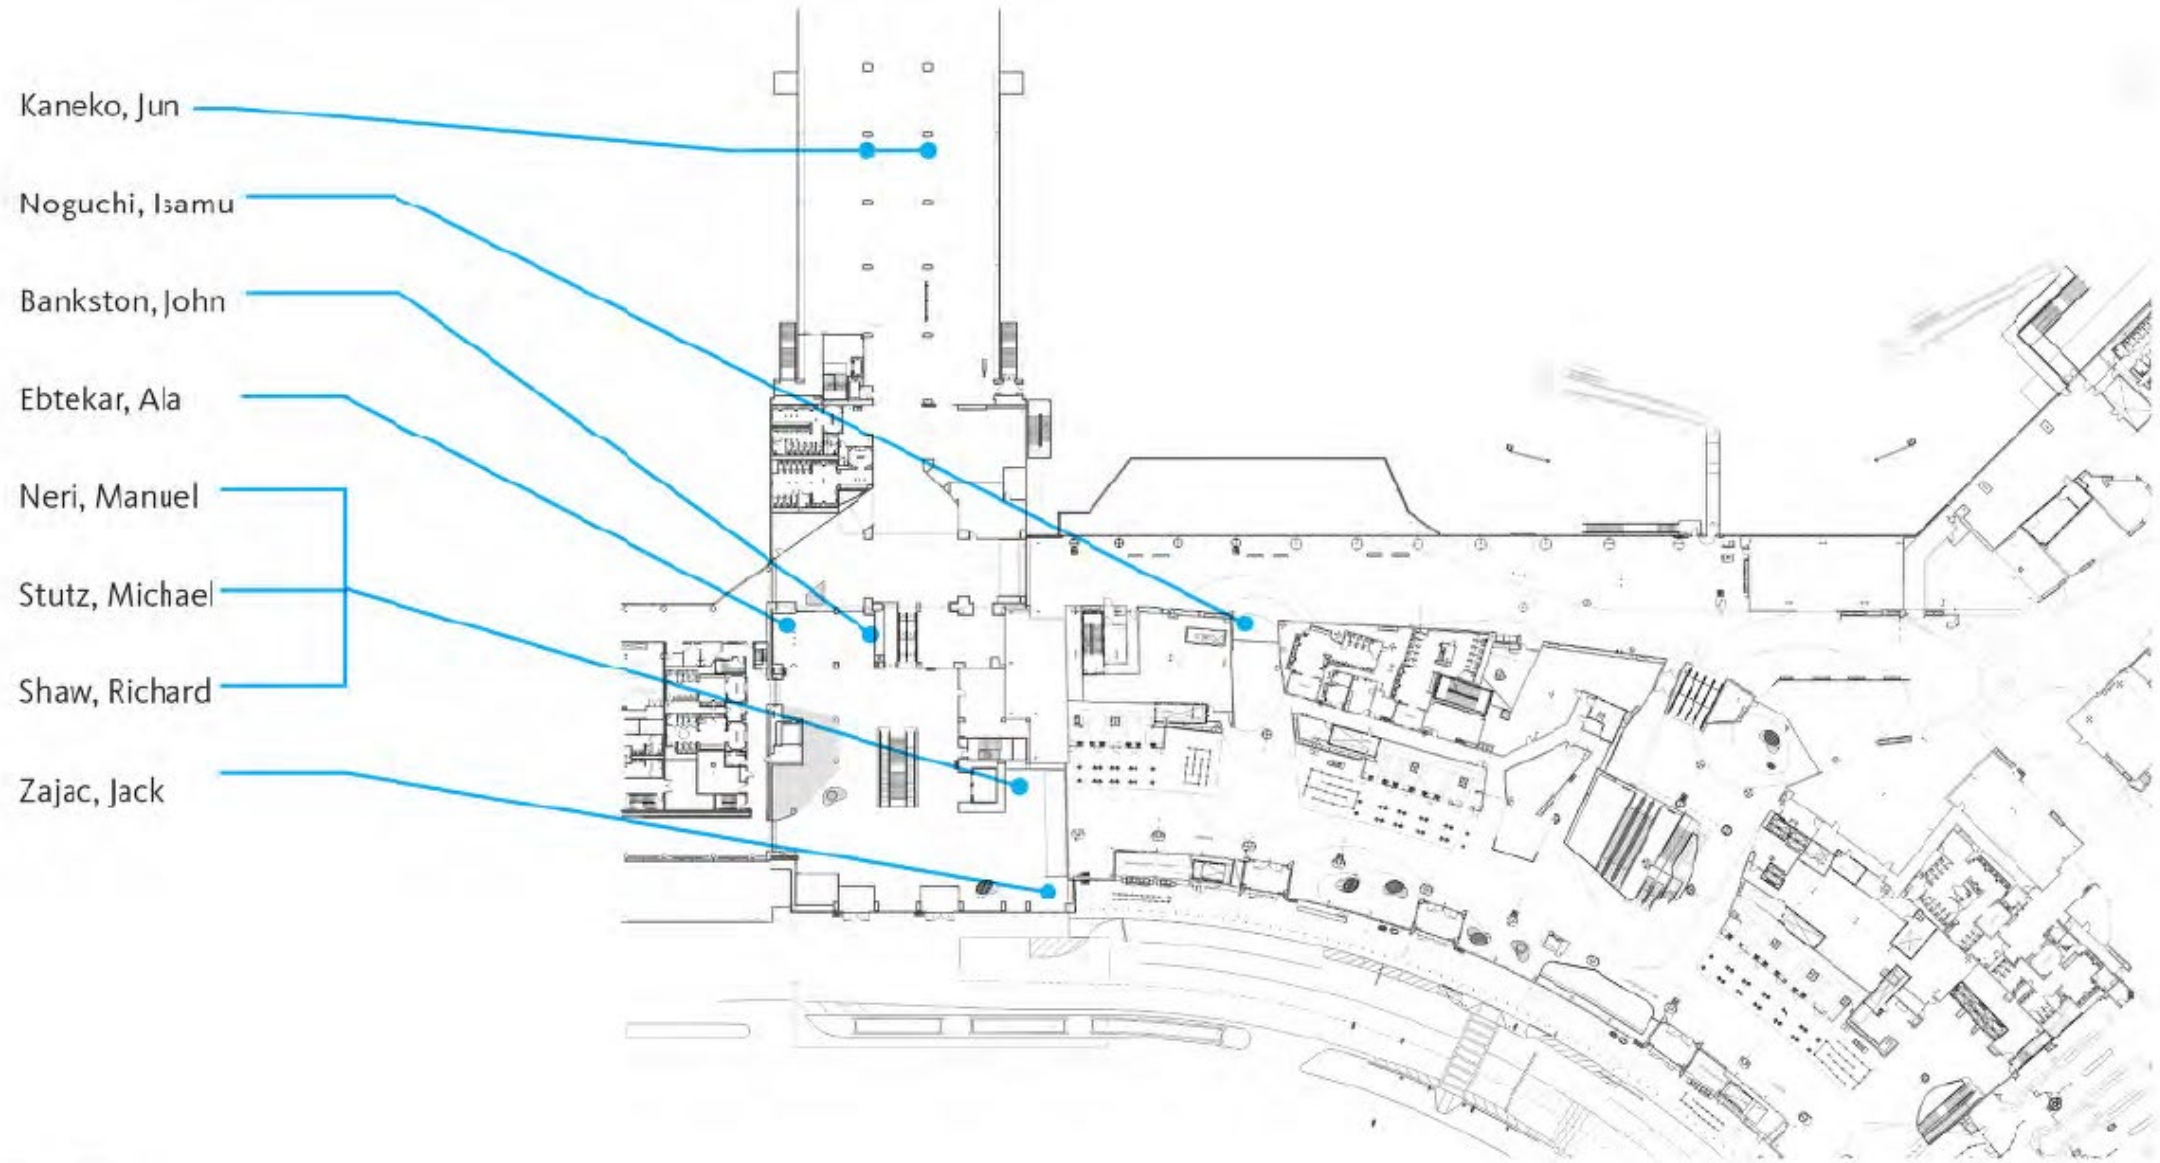 Kaneko, Jun
Noguchi, Isamu
Bankston, John
Ebtekar, Ala
Neri, Manuel
Stutz, Michael
Shaw, Richard
Zajac, Jack